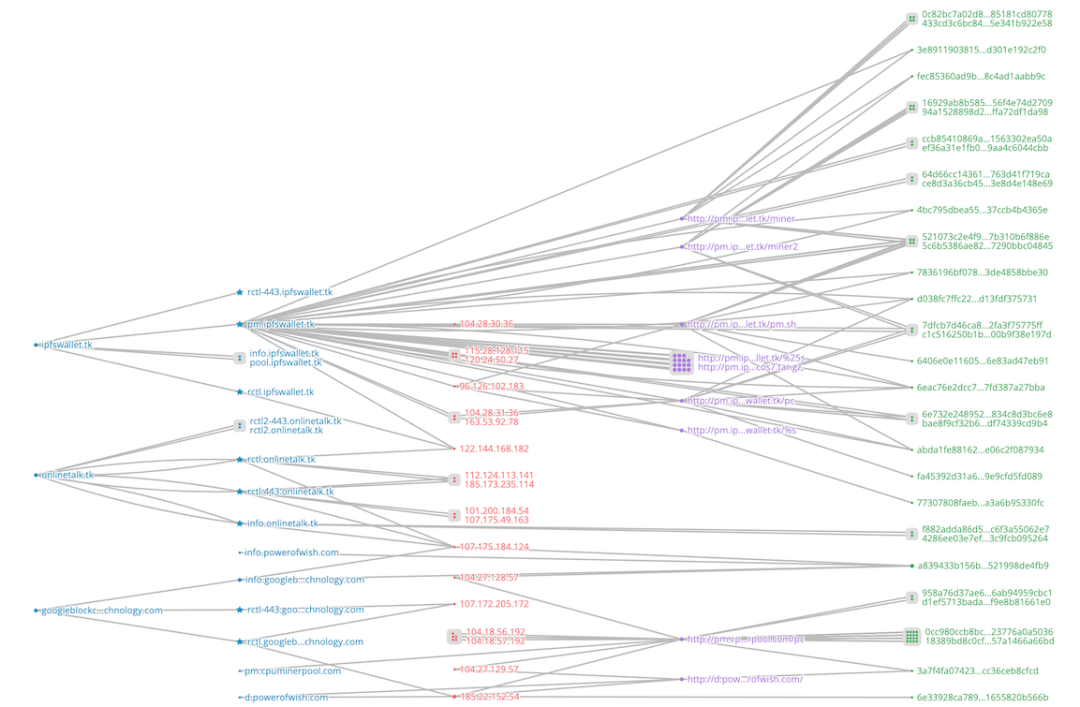 ipfswallet.tk
onlinetalk.tk
googleblockc...chnology.com
rctl-443.ipfswallet.tk
pm.ipfswallet.tk
info.ipfswallet.tk
pool.ipfswallet.tk
rctl.ipfswallet.tk
rctl2-443.onlinetalk.tk
rctl2.onlinetalk.tk
rctl.onlinetalk.tk
rctl-443.onlinetalk.tk
info.onlinetalk.tk
info.powerofwish.com
info.googleb...chnology.com
rctl-443.goo...chnology.com
rctl.googleb...chnology.com
pm.cpuminerpool.com
d.powerofwish.com
104.28.30.36
115.28.128.115
120.24.50.27
96.126.102.183
104.28.31.36
163.53.92.78
122.144.168.182
112.124.113.141
185.173.235.114
101.200.184.54
107.175.49.163
107.175.184.124
104.27.128.57
107.172.205.172
104.18.56.192
104.18.57.192
104.27.129.57
185.22.152.54
http://pm.ip...let.tk/miner
http://pm.ip...et.tk/miner2
http://pm.ip...let.tk/pm.sh
http://pm.ip...llet.tk/%25s
http://pm.ip...cos7.tar.gz
http://pm.ip...wallet.tk/pc
http://pm.ip...wallet.tk/%s
http://pm.cp...rpool.com/pc
http://d.pow...rofwish.com/
0c82bc7a02d8...85181cd80778
433cd3c6bc84...5e341b922e58
3e8911903815...d301e192c2f0
fec85360ad9b...8c4ad1aabb9c
16929ab8b585...56f4e74d2709
94a1528898d2...ffa72df1da98
ccb85410869a...1563302ea50a
ef36a31e1fb0...9aa4c6044cbb
64d66cc14361...763d41f719ca
ce8d3a36cb45...3e8d4e148e69
4bc795dbea55...37ccb4b4365e
521073c2e4f9...7b310b6f886e
5c6b5386ae82...7290bbc04845
7836196bf078...3de4858bbe30
d038fc7ffc22...d13fdf375731
7dfcb7d46ca8...2fa3f75775ff
c1c516250b1b...00b9f38e197d
6406e0e11605...6e83ad47eb91
6eac76e2dcc7...7fd387a27bba
6e732e248952...834c8d3bc6e8
bae8f9cf32b6...df74339cd9b4
abda1fe88162...e06c2f087934
fa45392d31a6...9e9cfd5fd089
77307808faeb...a3a6b95330fc
f882adda86d5...c6f3a55062e7
4286ee03e7ef...3c9fcb095264
a839433b156b...521998de4fb9
958a76d37ae6...6ab94959cbc1
d1ef5713bada...f9e8b81661e0
0cc980ccb8bc...23776a0a5036
18389bd8c0cf...57a1466a66bd
3a7f4fa07423...cc36ceb8cfcd
6e33928ca789...1655820b566b